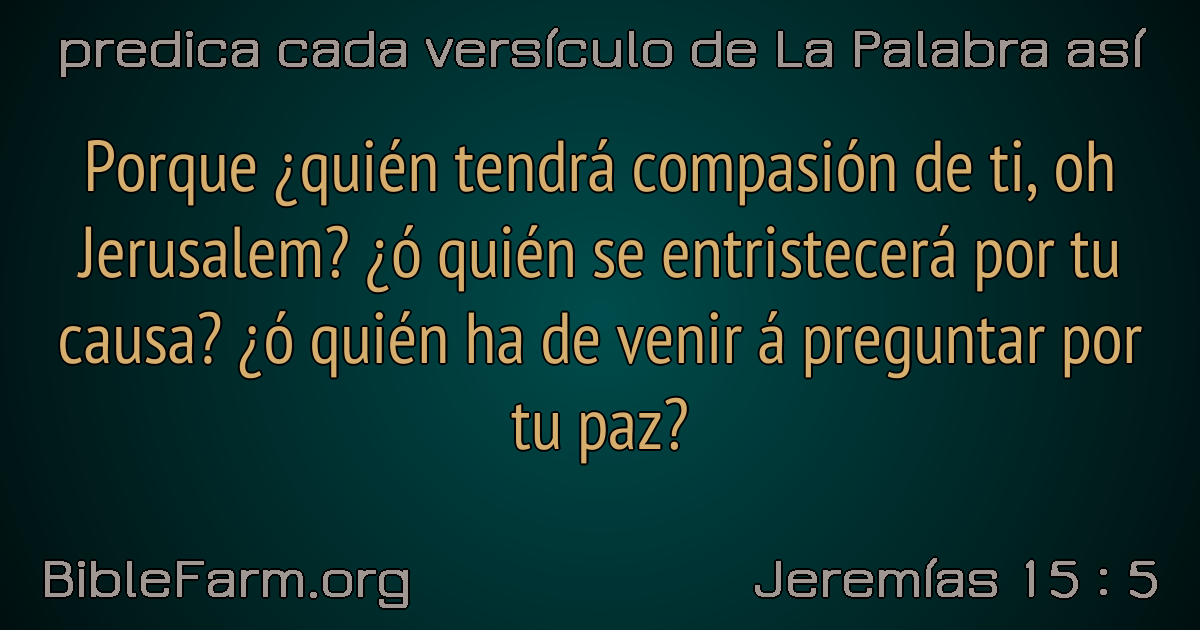 predica cada versículo de La Palabra así
Porque ¿quién tendrá compasión de ti, oh
Jerusalem? ¿ó quién se entristecerá por tu
causa? ¿ó quién ha de venir á preguntar por
tu paz?
BibleFarm.org
Jeremías 15 : 5